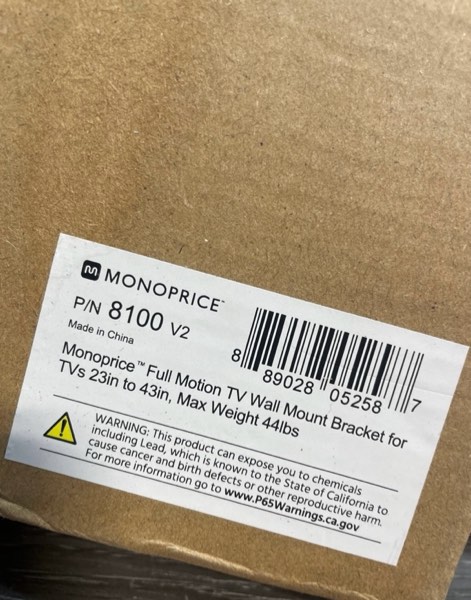 m MONOPRICE™
P/N 8100 V2
Made in China
8 89028 05258 7
Monoprice™ Full Motion TV Wall Mount Bracket for
TVs 23in to 43in, Max Weight 44lbs
WARNING: This product can expose you to chemicals
including Lead, which is known to the State of California to
cause cancer and birth defects or other reproductive harm.
For more information go to www.P65Warnings.ca.gov